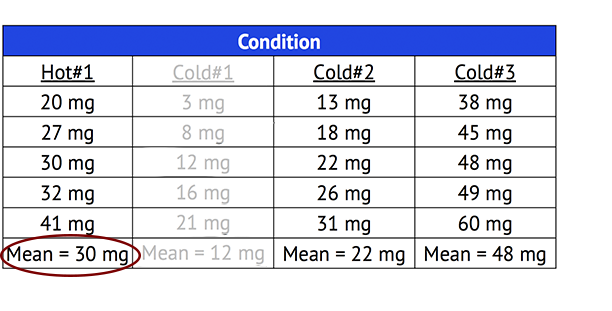 Condition
Hot#1 Cold#1 Cold#2 Cold#3
20 mg 3 mg 13 mg 38 mg
27 mg 8 mg 18 mg 45 mg
30 mg 12 mg 22 mg 48 mg
32 mg 16 mg 26 mg 49 mg
41 mg 21 mg 31 mg 60 mg
Mean = 30 mg Mean = 12 mg Mean = 22 mg Mean = 48 mg